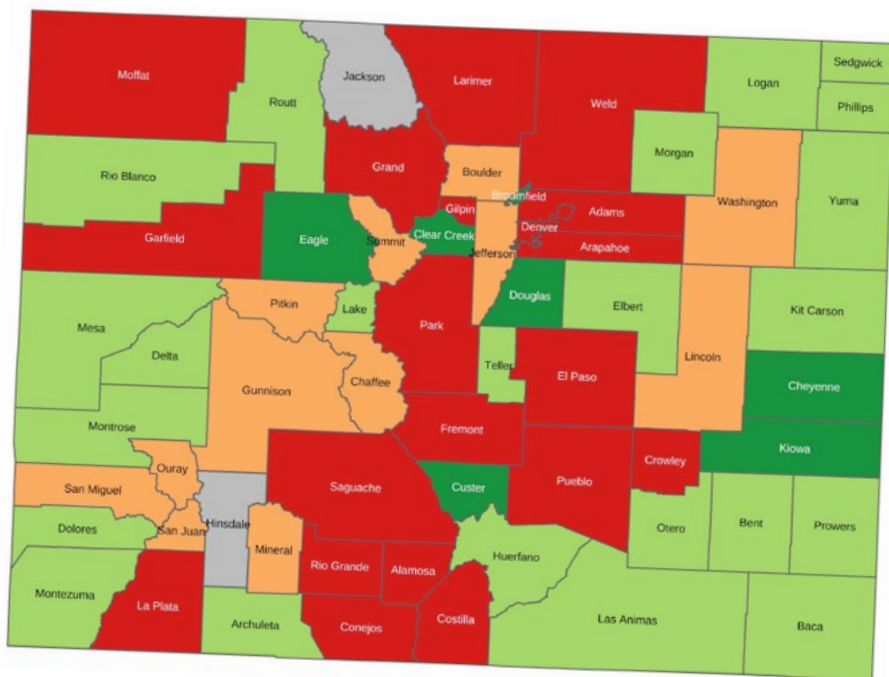 Sedgwick
Moffat
Jackson
Larimer
Logan
Routt
Weld
Phillips
Morgan
Grand
Boulder
Rio Blanco
Broomfield
Washington
Yuma
Gilpin
Adams
Denver
Clear Creek
Garfield
Eagle
Summit
Arapahoe
Jefferson
Douglas
Elbert
Pitkin
Lake
Kit Carson
Mesa
Park
Delta
Teller
Lincoln
El Paso
Chaffee
Cheyenne
Gunnison
Montrose
Fremont
Kiowa
Crowley
Ouray
Pueblo
Saguache
Custer
San Miguel
Hinsdale
Otero
Bent
Prowers
Dolores
San Juan
Mineral
Huerfano
Rio Grande
Alamosa
Montezuma
La Plata
Costilla
Las Animas
Archuleta
Conejos
Baca